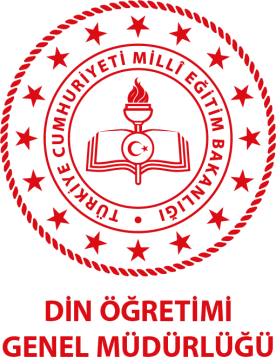 TÜRKİYE CUMHURİYETİ MİLLÎ EĞİTİM BAKANLIĞI
DİN ÖĞRETİMİ
GENEL MÜDÜRLÜĞÜ